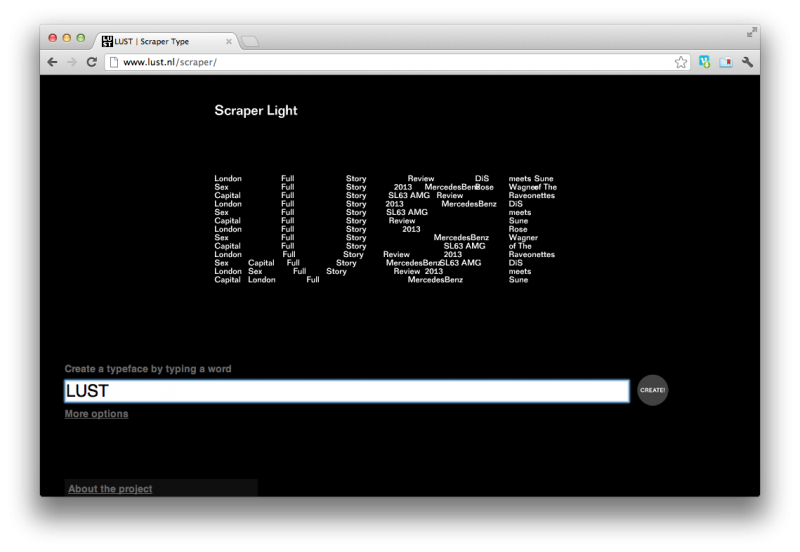 LUST
LUST | Scraper Type
www.lust.nl/scraper/
Scraper Light
London Full Story Review DiS meets Sune
Sex Full Story 2013 MercedesBenz Rose Wagner of The
Capital Full Story SL63 AMG Review Raveonettes
London Full Story 2013 MercedesBenz DiS
Sex Full Story SL63 AMG meets
Capital Full Story Review Sune
London Full Story 2013 Rose
Sex Full Story MercedesBenz Wagner
Capital Full Story SL63 AMG of The
London Full Story Review 2013 Raveonettes
Sex Capital Full Story MercedesBenz SL63 AMG DiS
London Sex Full Story Review 2013 meets
Capital London Full MercedesBenz Sune
Create a typeface by typing a word
LUST
CREATE!
More options
About the project